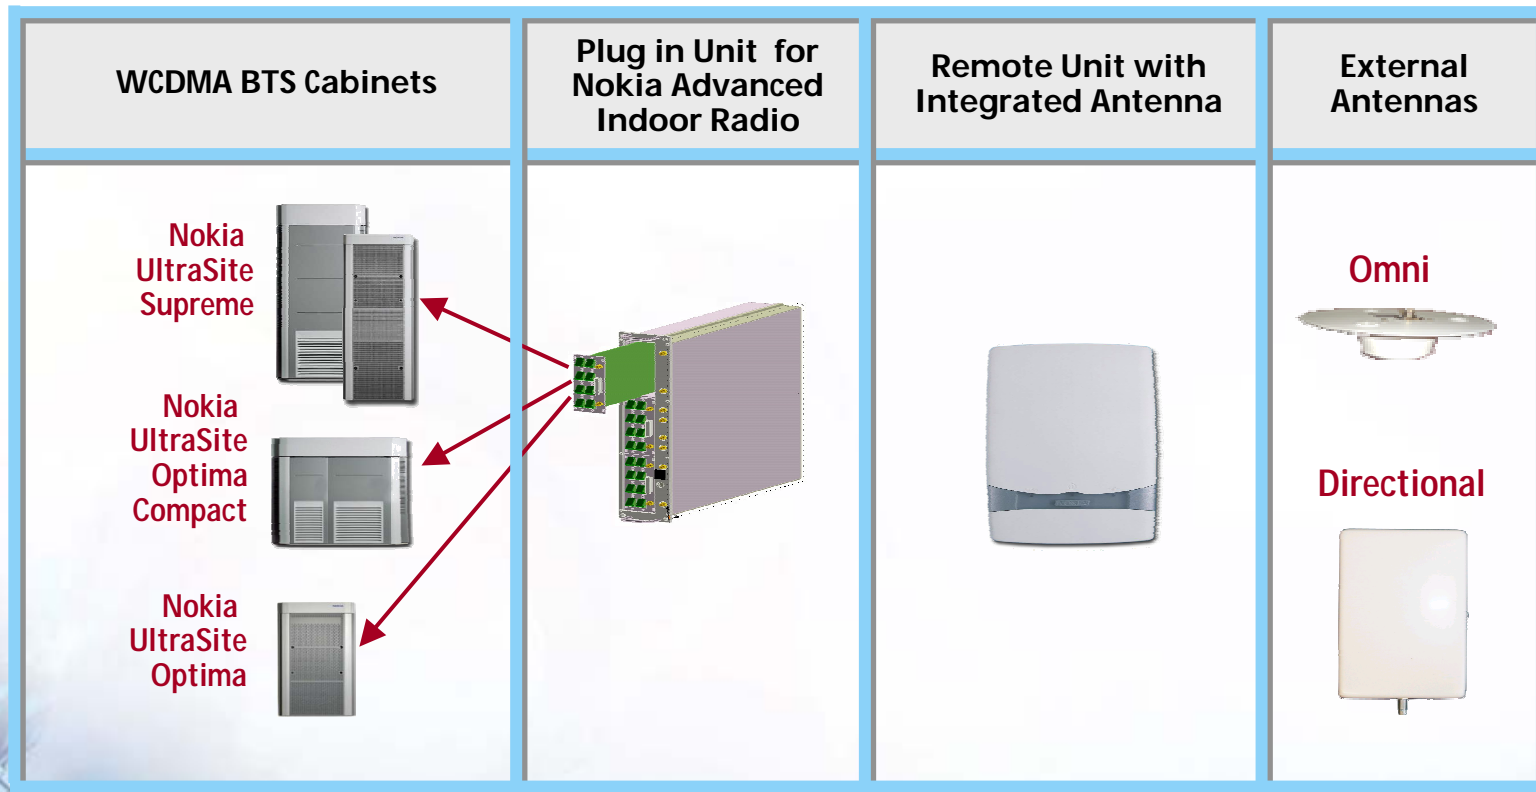 WCDMA BTS Cabinets
Plug in Unit for
Nokia Advanced
Indoor Radio
Remote Unit with
Integrated Antenna
External
Antennas
Nokia
UltraSite
Supreme
Nokia
UltraSite
Optima
Compact
Nokia
UltraSite
Optima
Omni
Directional